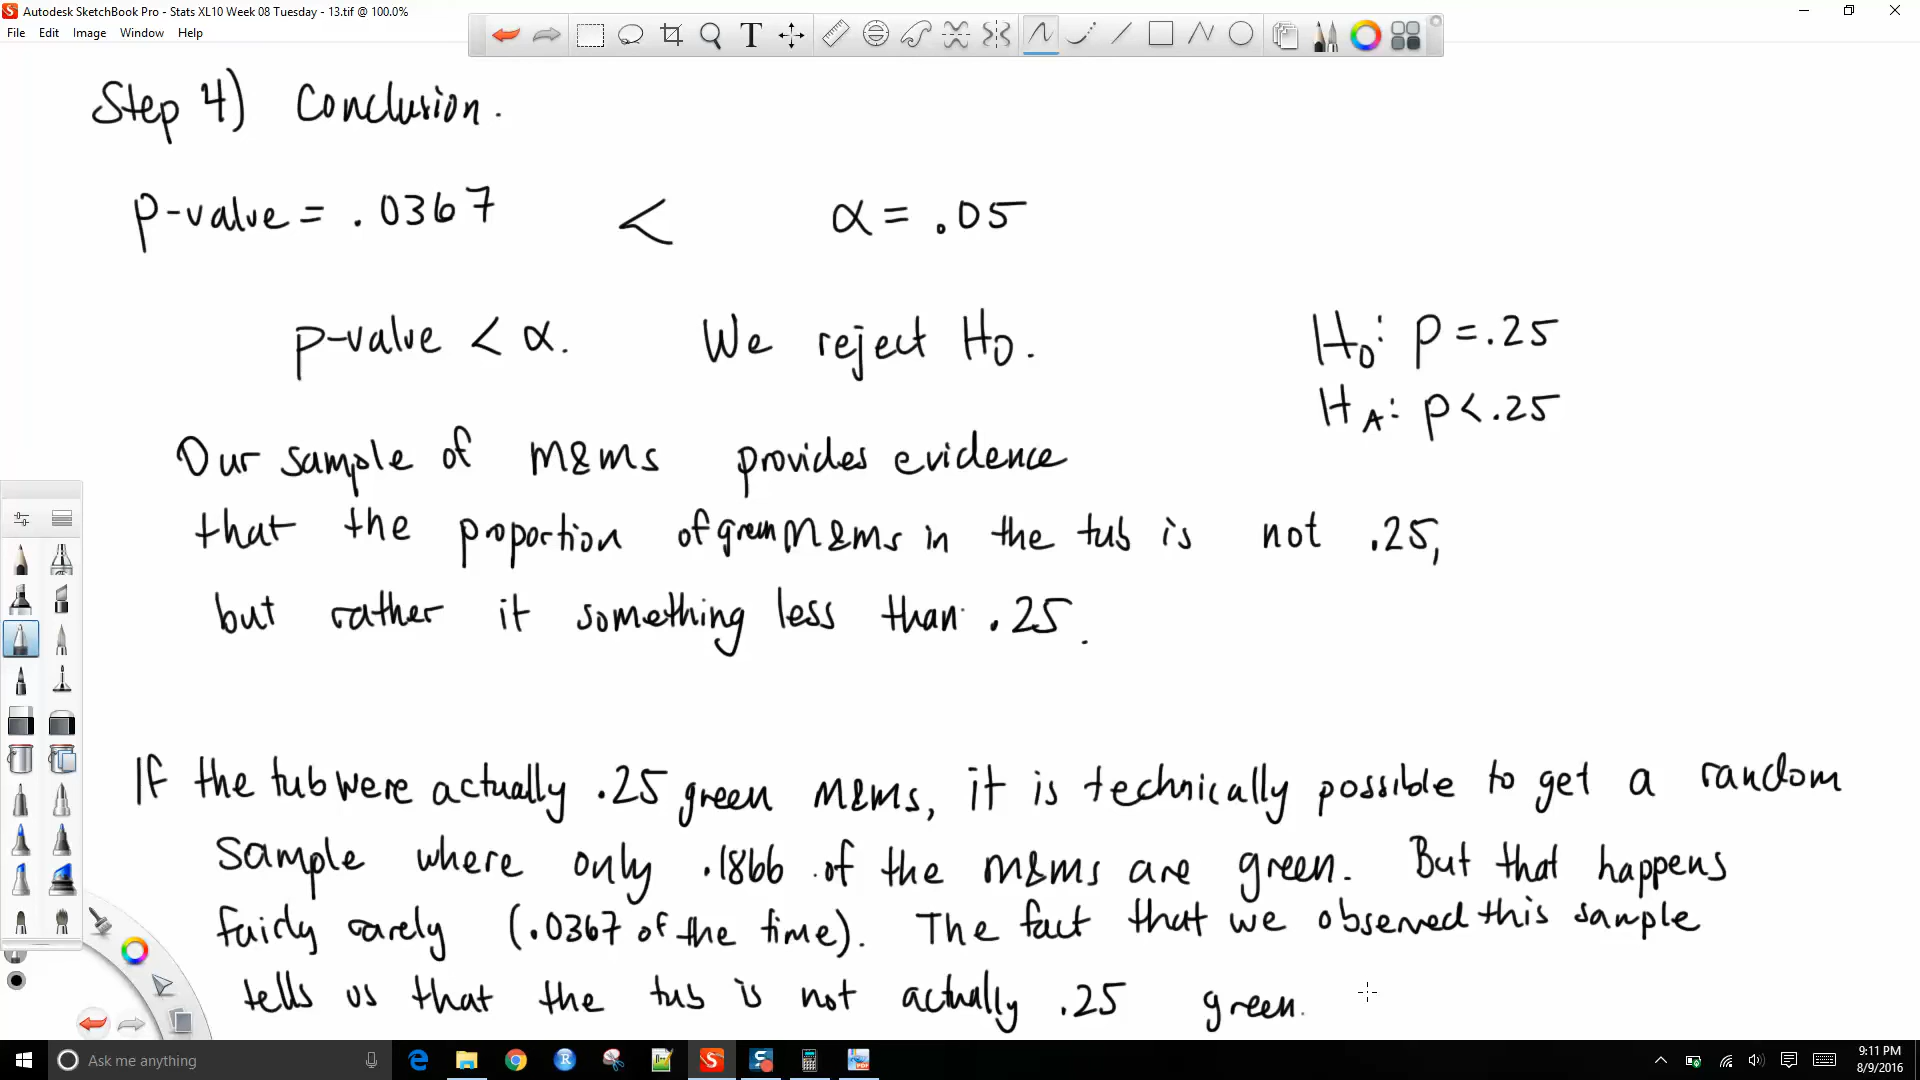 Autodesk SketchBook Pro - Stats XL10 Week 08 Tuesday - 13.tif @ 100.0%
File Edit Image Window Help
Step 4) Conclusion.
p-value = .0367 < α = .05
p-value < α. We reject H0.
H0: p = .25
HA: p < .25
Our sample of M&Ms provides evidence
that the proportion of green M&Ms in the tub is not .25,
but rather it something less than .25.
If the tub were actually .25 green M&Ms, it is technically possible to get a random
sample where only .1866 of the M&Ms are green. But that happens
fairly rarely (.0367 of the time). The fact that we observed this sample
tells us that the tub is not actually .25 green.
Ask me anything
9:11 PM
8/9/2016